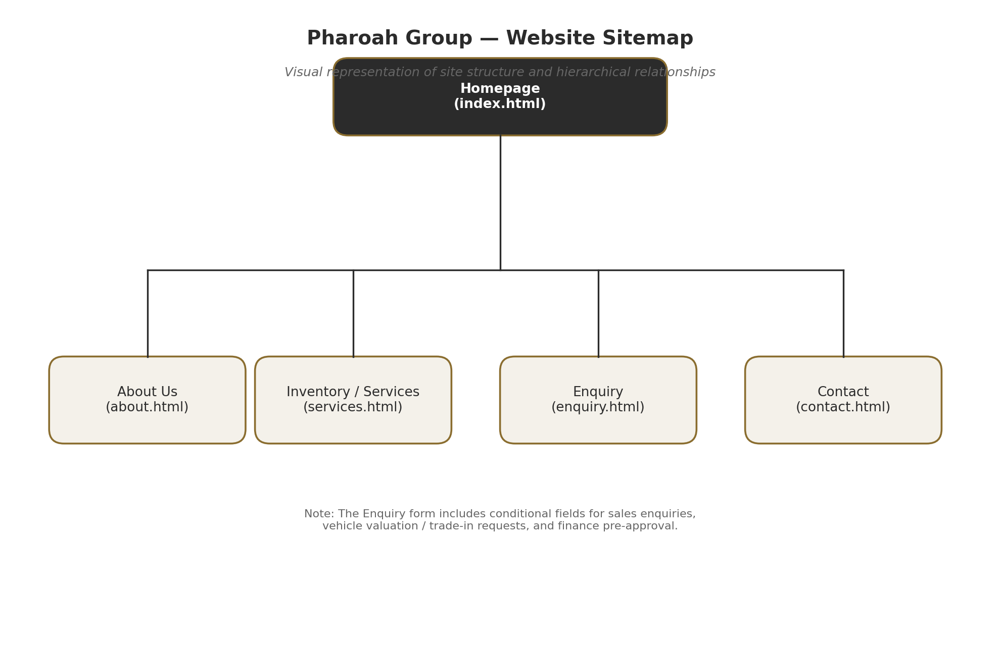 Pharoah Group — Website Sitemap
Visual representation of site structure and hierarchical relationships
Homepage
(index.html)
About Us
(about.html)
Inventory / Services
(services.html)
Enquiry
(enquiry.html)
Contact
(contact.html)
Note: The Enquiry form includes conditional fields for sales enquiries,
vehicle valuation / trade-in requests, and finance pre-approval.